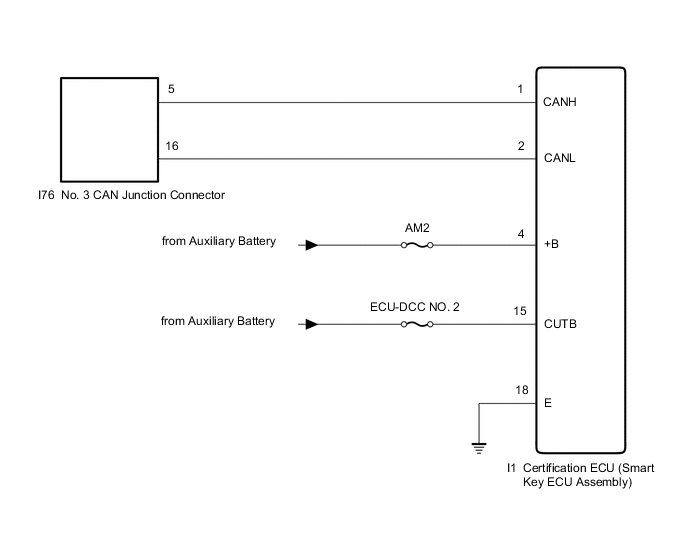 5
1
CANH
16
2
CANL
I76 No. 3 CAN Junction Connector
AM2
4
from Auxiliary Battery
+B
ECU-DCC NO. 2
15
from Auxiliary Battery
CUTB
18
E
I1 Certification ECU (Smart
Key ECU Assembly)